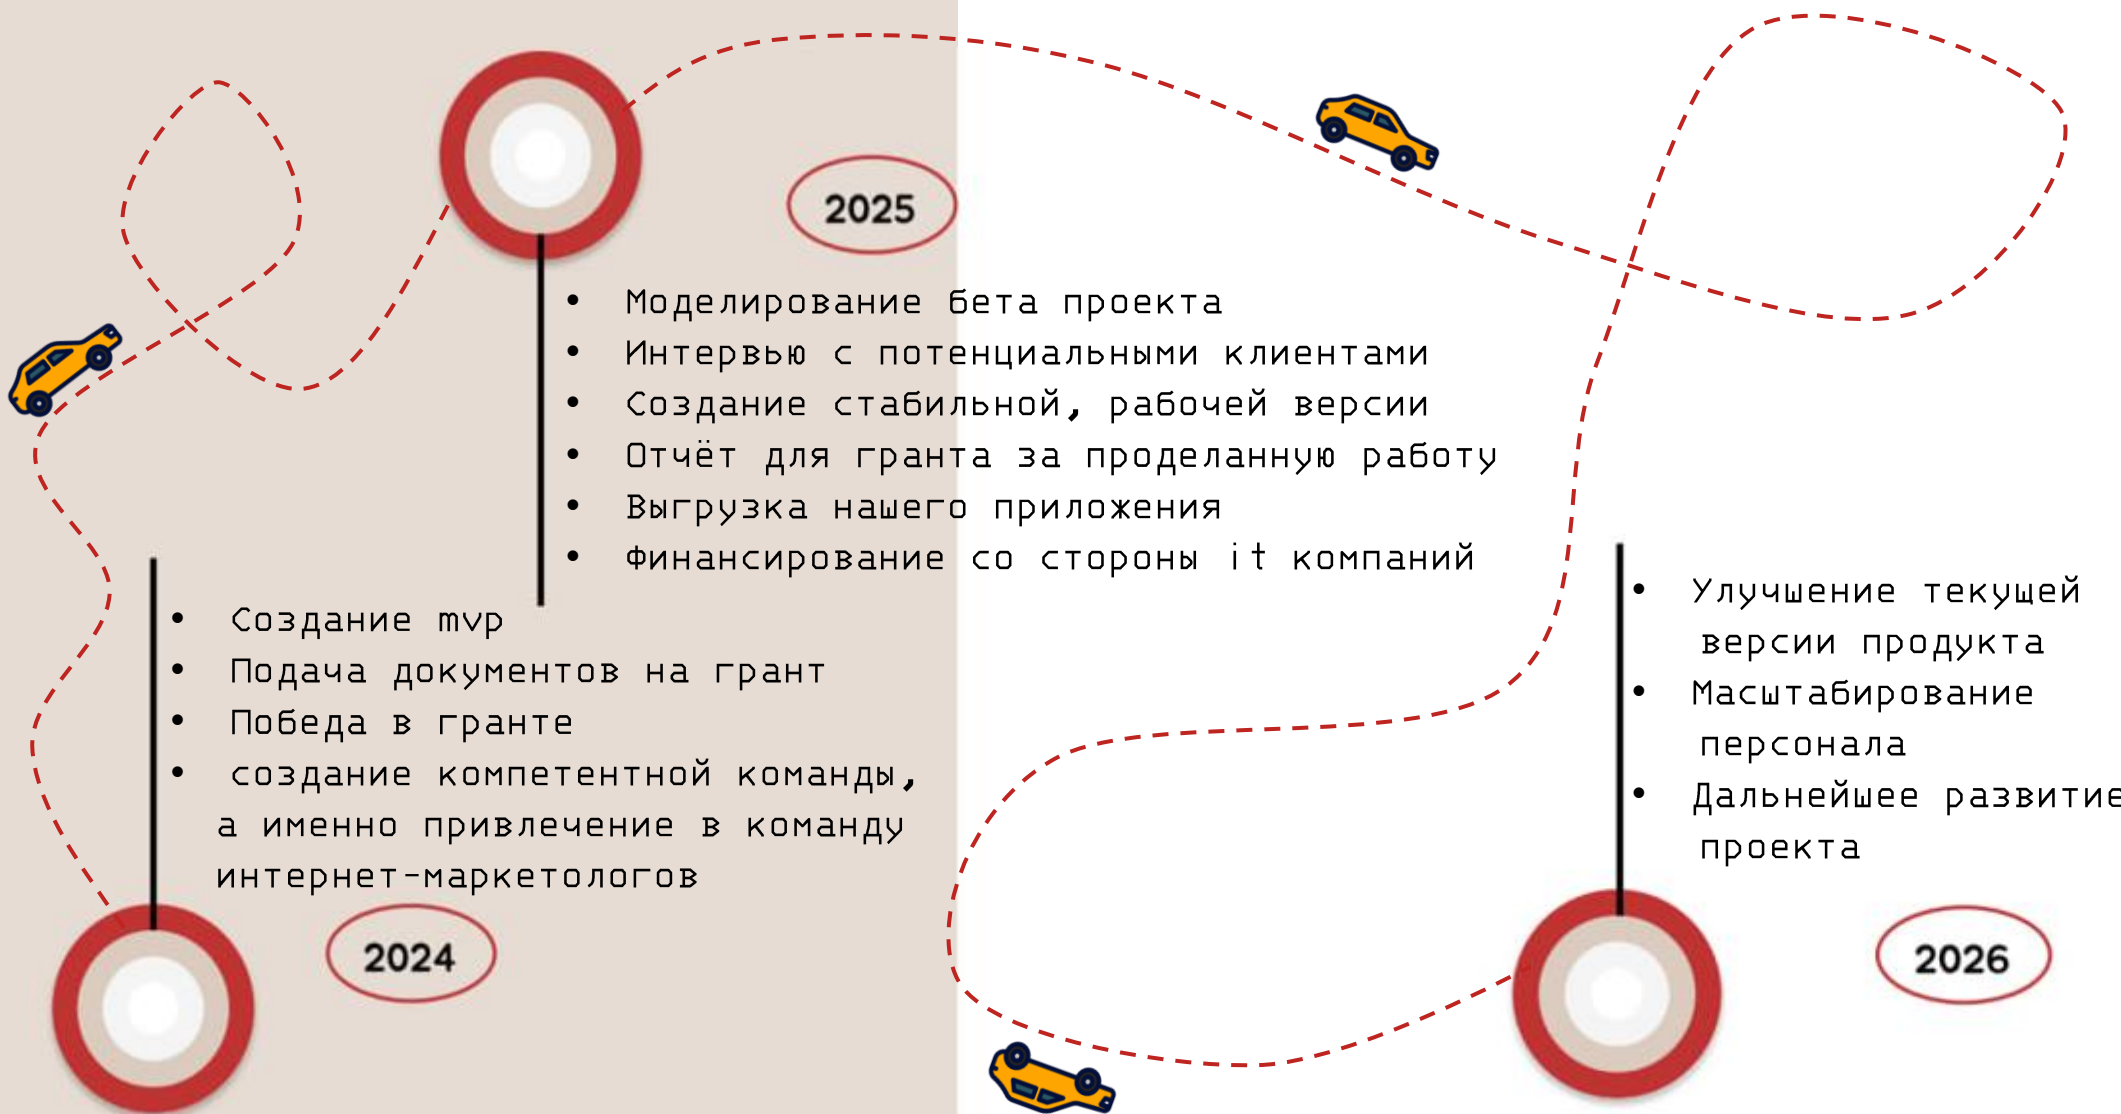 2025
• Моделирование бета проекта
• Интервью с потенциальными клиентами
• Создание стабильной, рабочей версии
• Отчёт для гранта за проделанную работу
• Выгрузка нашего приложения
• Финансирование со стороны it компаний
• Создание mvp
• Подача документов на грант
• Победа в гранте
• создание компетентной команды,
а именно привлечение в команду
интернет-маркетологов
2024
• Улучшение текущей
версии продукта
• Масштабирование
персонала
• Дальнейшее развитие
проекта
2026